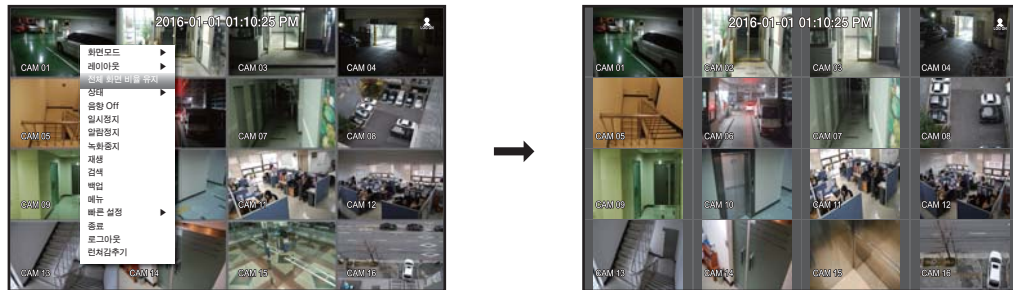 2016-01-01 01:10:25 PM
CAM 01
CAM 03
CAM 04
화면모드
레이아웃
전체 화면 비율 유지
상태
음향 Off
일시정지
알람정지
녹화중지
재생
검색
백업
메뉴
빠른 설정
종료
로그아웃
런쳐감추기
CAM 05
CAM 07
CAM 08
CAM 09
CAM 11
CAM 12
CAM 13
CAM 14
CAM 15
CAM 16
2016-01-01 01:10:25 PM
CAM 01
CAM 02
CAM 03
CAM 04
CAM 05
CAM 06
CAM 07
CAM 08
CAM 09
CAM 10
CAM 11
CAM 12
CAM 13
CAM 14
CAM 15
CAM 16